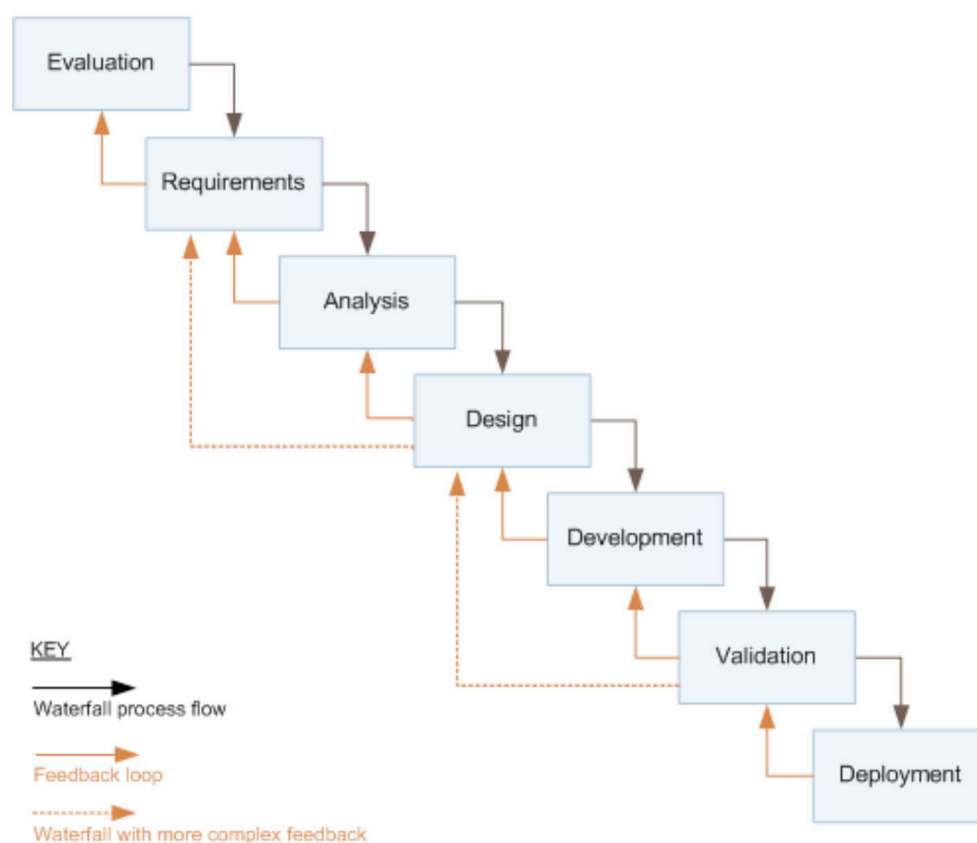 Evaluation
Requirements
Analysis
Design
Development
Validation
Deployment
KEY
Waterfall process flow
Feedback loop
Waterfall with more complex feedback